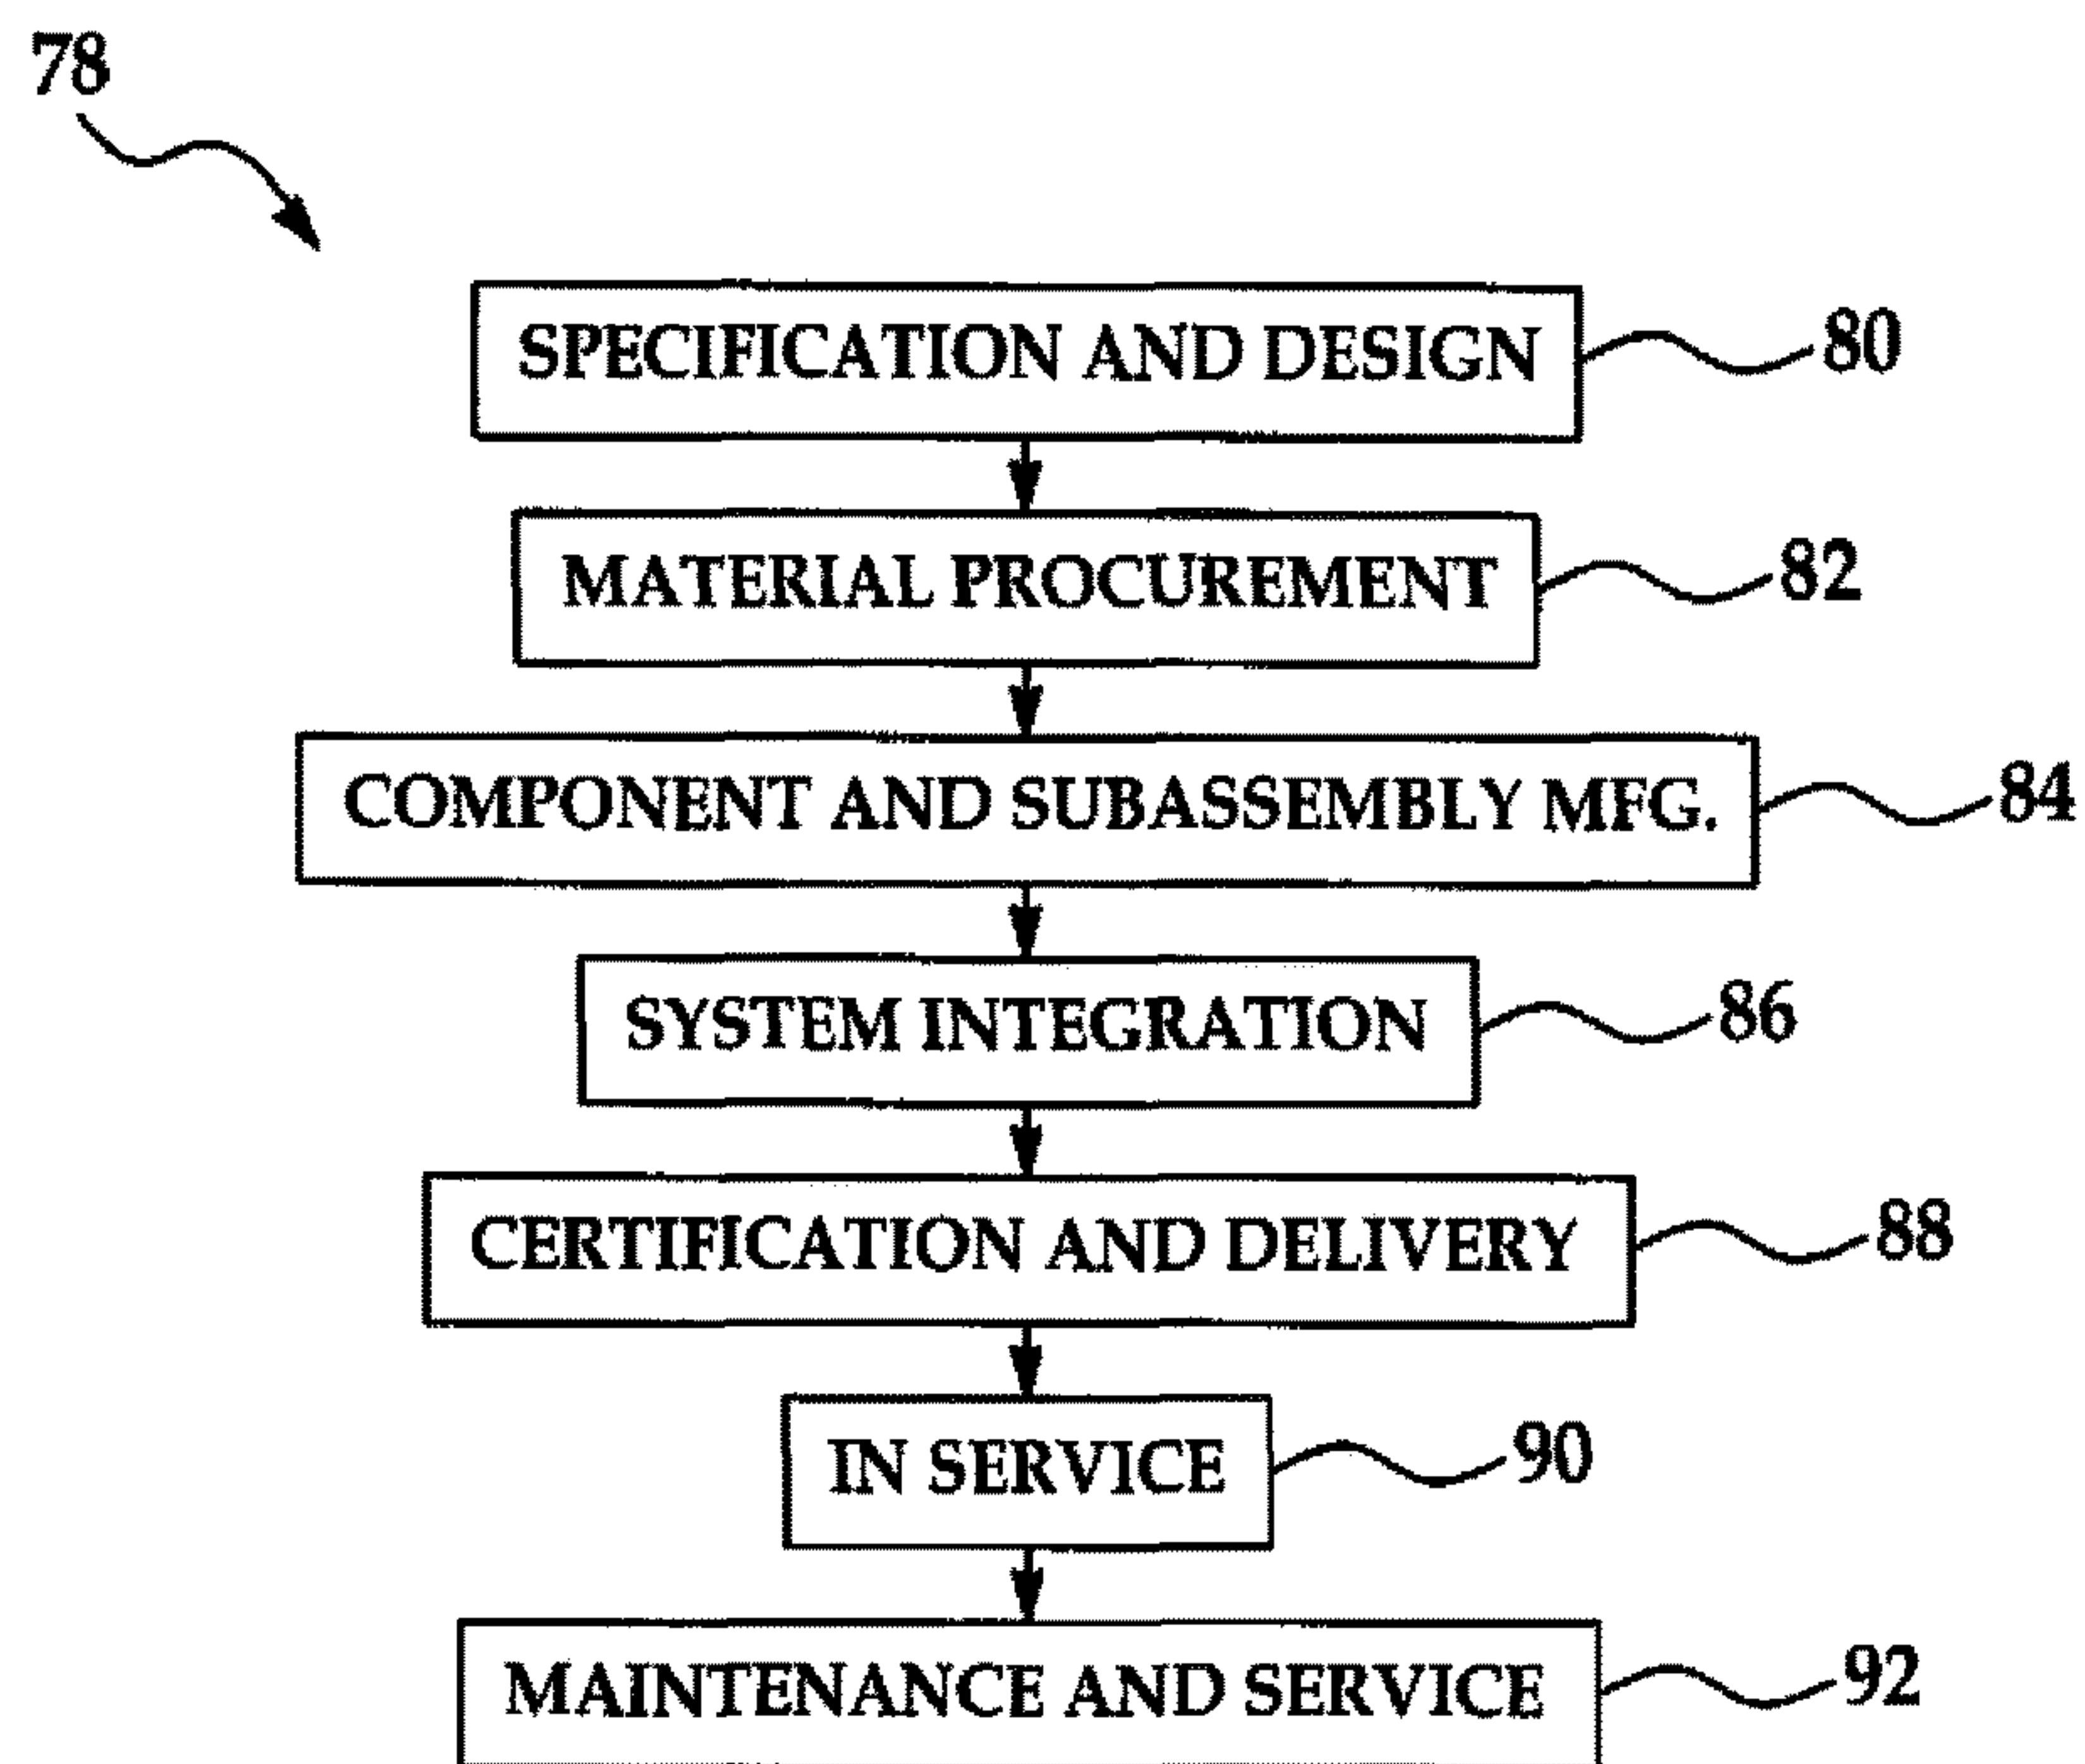 78
SPECIFICATION AND DESIGN 80
MATERIAL PROCUREMENT 82
COMPONENT AND SUBASSEMBLY MFG. 84
SYSTEM INTEGRATION 86
CERTIFICATION AND DELIVERY 88
IN SERVICE 90
MAINTENANCE AND SERVICE 92